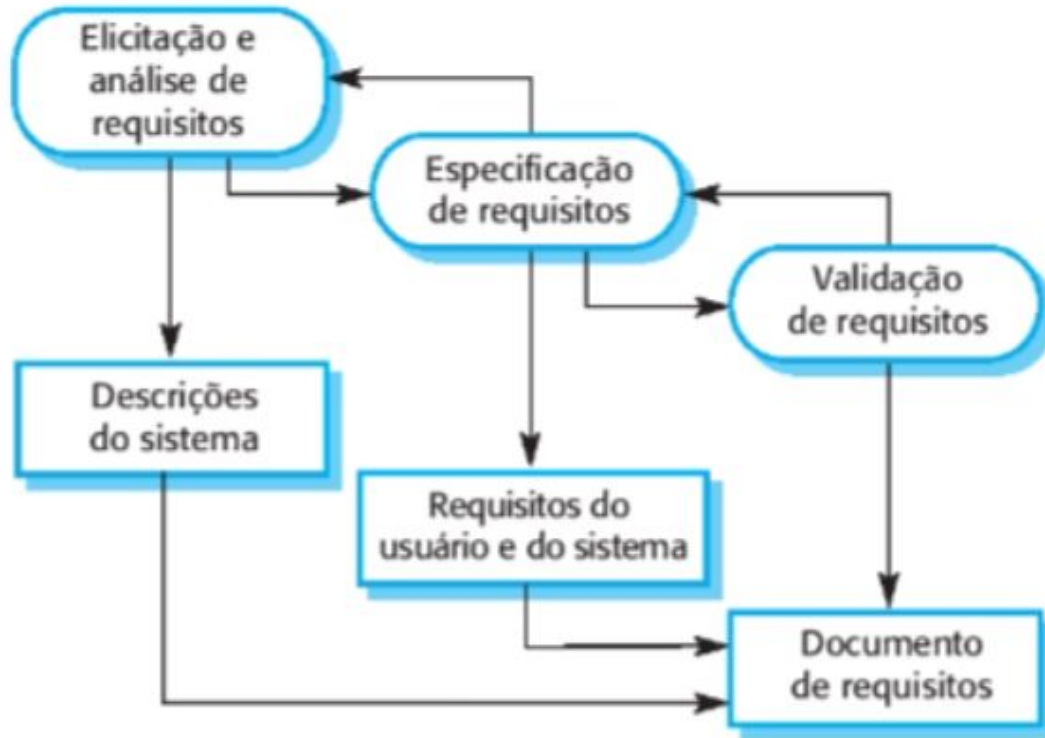 Elicitação e
análise de
requisitos
Especificação
de requisitos
Validação
de requisitos
Descrições
do sistema
Requisitos do
usuário e do sistema
Documento
de requisitos